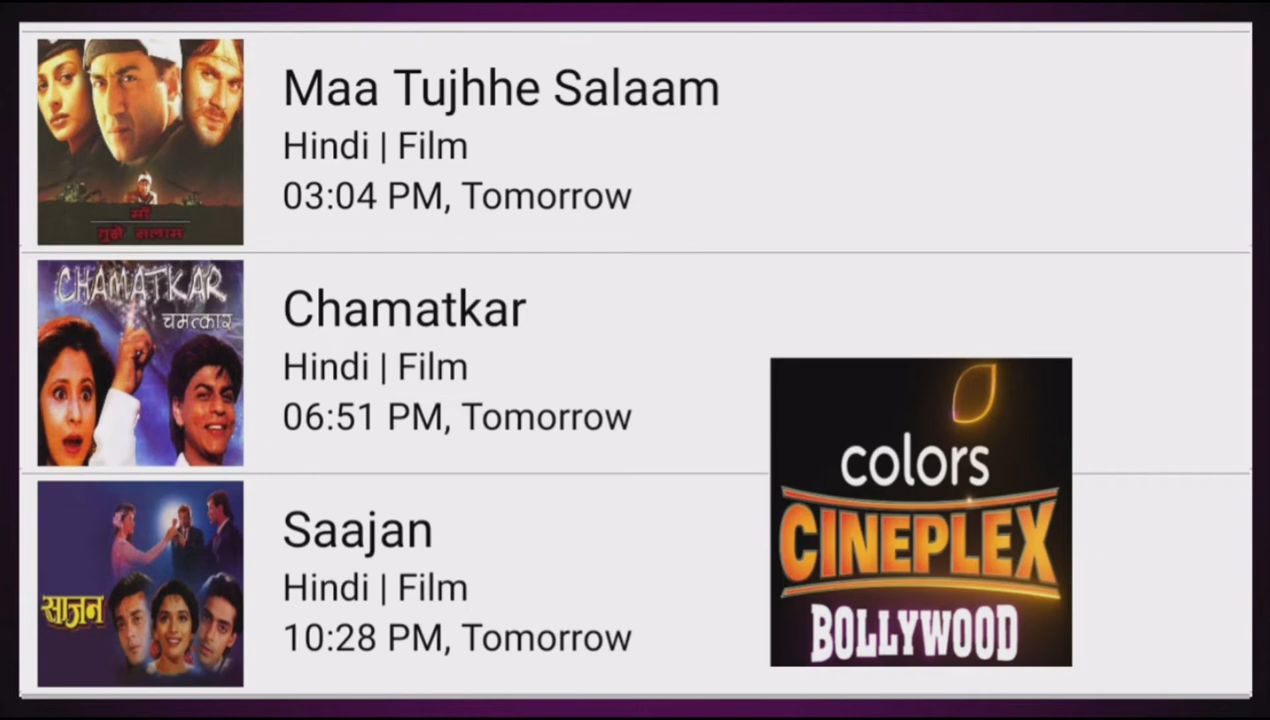 माँ
तुझे सलाम
Maa Tujhhe Salaam
Hindi | Film
03:04 PM, Tomorrow
CHAMATKAR
चमत्कार
Chamatkar
Hindi | Film
06:51 PM, Tomorrow
साजन
Saajan
Hindi | Film
10:28 PM, Tomorrow
colors
CINEPLEX
BOLLYWOOD